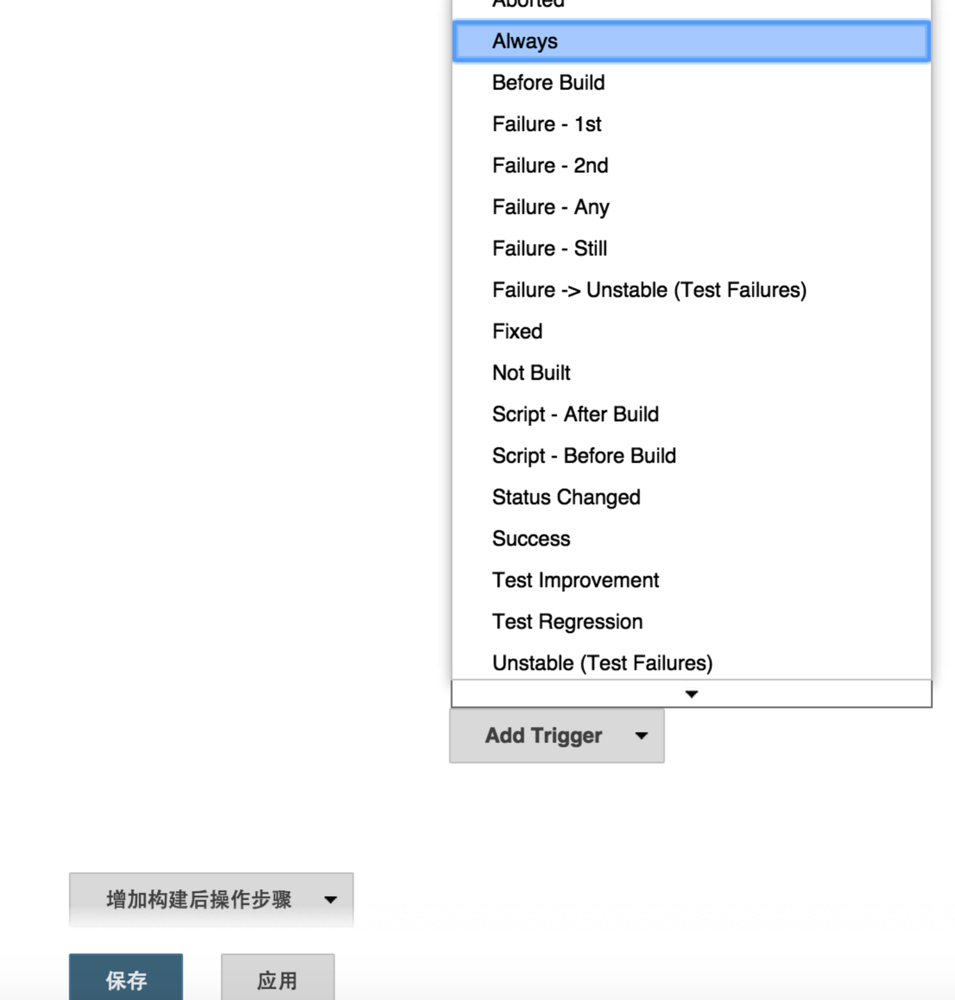 Aborted
Always
Before Build
Failure - 1st
Failure - 2nd
Failure - Any
Failure - Still
Failure -> Unstable (Test Failures)
Fixed
Not Built
Script - After Build
Script - Before Build
Status Changed
Success
Test Improvement
Test Regression
Unstable (Test Failures)
Add Trigger
增加构建后操作步骤
保存 应用